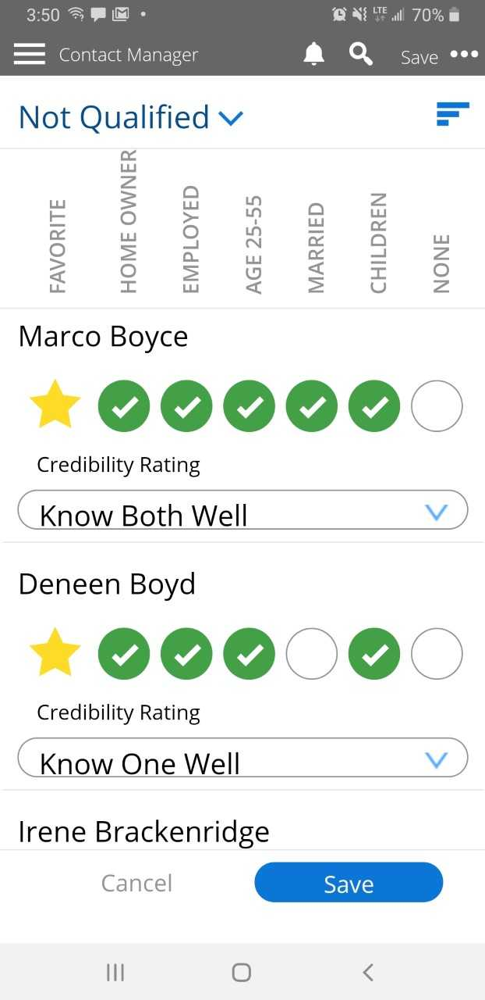 3:50 LTE 70%
Contact Manager Save
Not Qualified
FAVORITE HOME OWNER EMPLOYED AGE 25-55 MARRIED CHILDREN NONE
Marco Boyce
Credibility Rating
Know Both Well
Deneen Boyd
Credibility Rating
Know One Well
Irene Brackenridge
Cancel Save